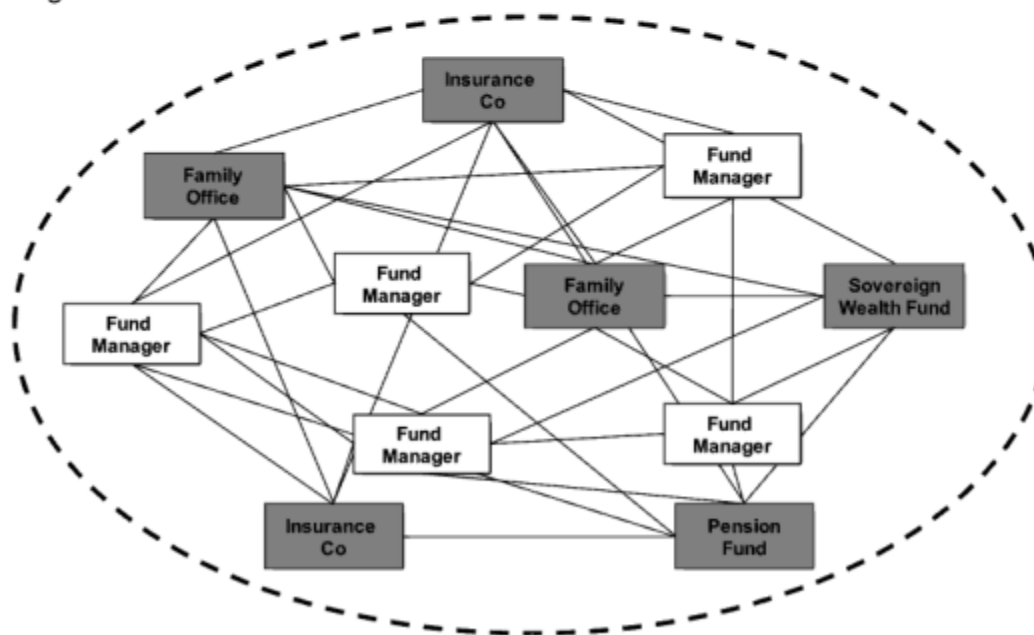 Insurance
Co
Fund
Manager
Family
Office
Fund
Manager
Family
Office
Sovereign
Wealth Fund
Fund
Manager
Fund
Manager
Fund
Manager
Insurance
Co
Pension
Fund